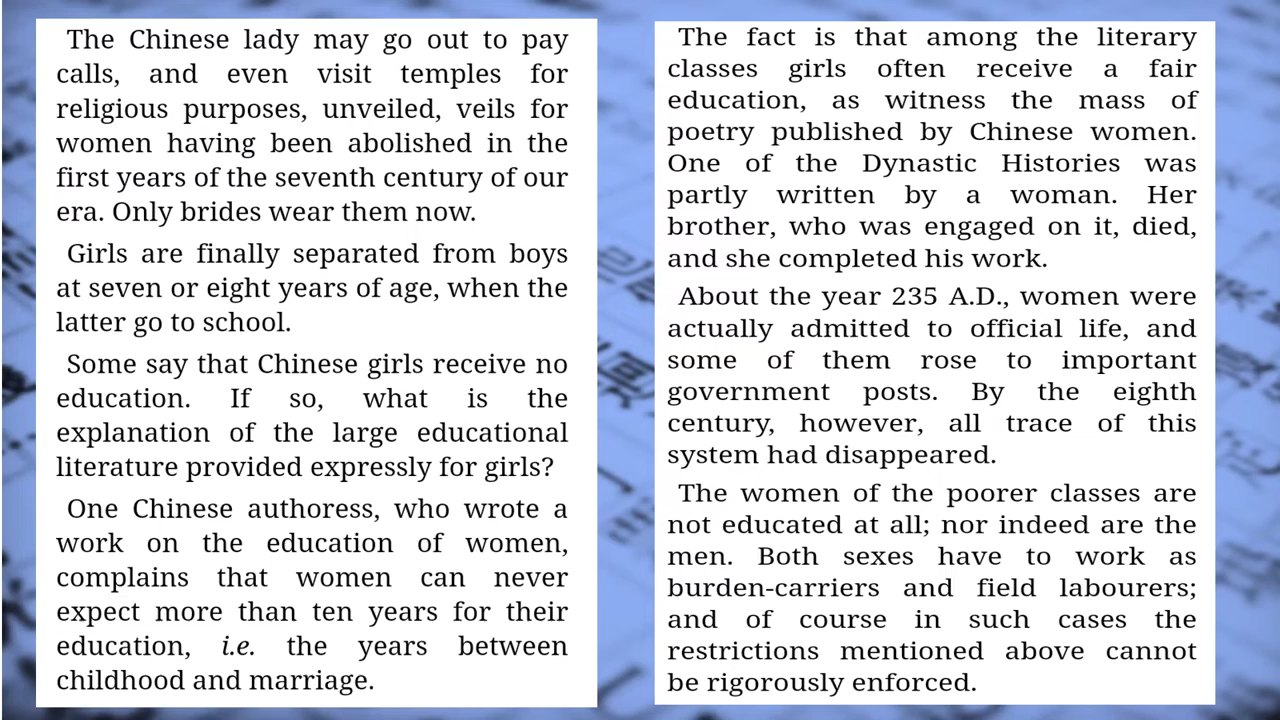 The Chinese lady may go out to pay
calls, and even visit temples for
religious purposes, unveiled, veils for
women having been abolished in the
first years of the seventh century of our
era. Only brides wear them now.
Girls are finally separated from boys
at seven or eight years of age, when the
latter go to school.
Some say that Chinese girls receive no
education. If so, what is the
explanation of the large educational
literature provided expressly for girls?
One Chinese authoress, who wrote a
work on the education of women,
complains that women can never
expect more than ten years for their
education, i.e. the years between
childhood and marriage.
The fact is that among the literary
classes girls often receive a fair
education, as witness the mass of
poetry published by Chinese women.
One of the Dynastic Histories was
partly written by a woman. Her
brother, who was engaged on it, died,
and she completed his work.
About the year 235 A.D., women were
actually admitted to official life, and
some of them rose to important
government posts. By the eighth
century, however, all trace of this
system had disappeared.
The women of the poorer classes are
not educated at all; nor indeed are the
men. Both sexes have to work as
burden-carriers and field labourers;
and of course in such cases the
restrictions mentioned above cannot
be rigorously enforced.